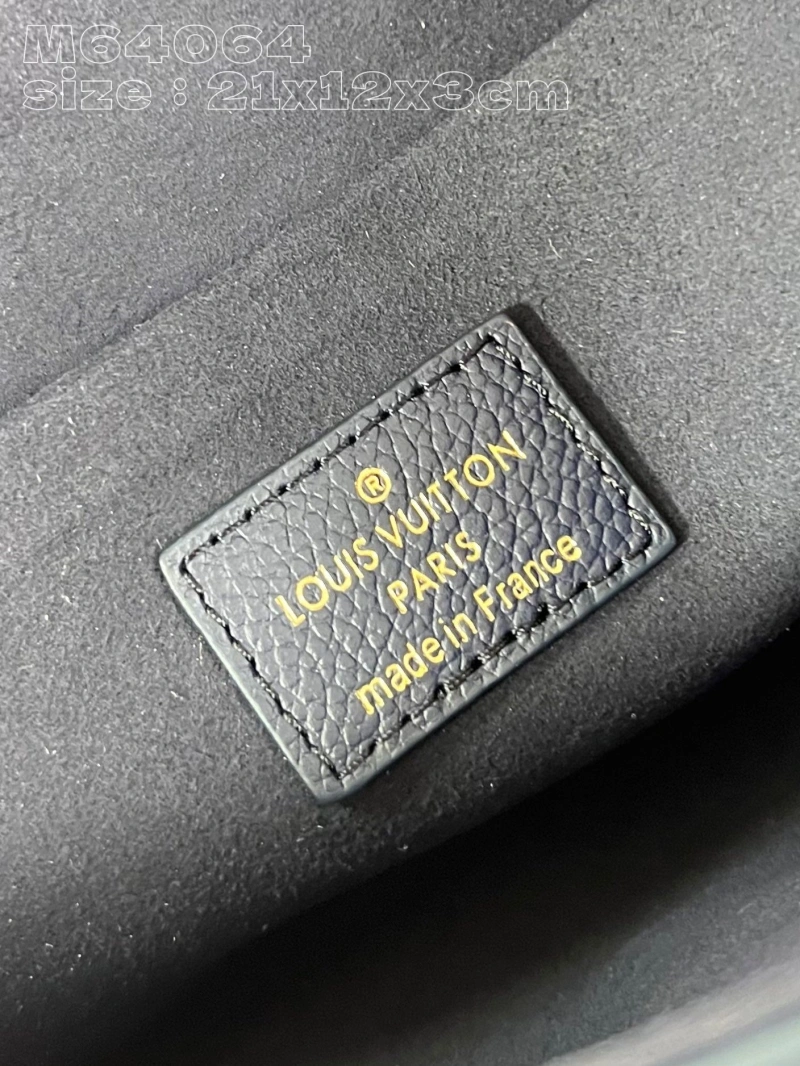 M64064
size : 21x12x3cm
®
LOUIS VUITTON
PARIS
made in France